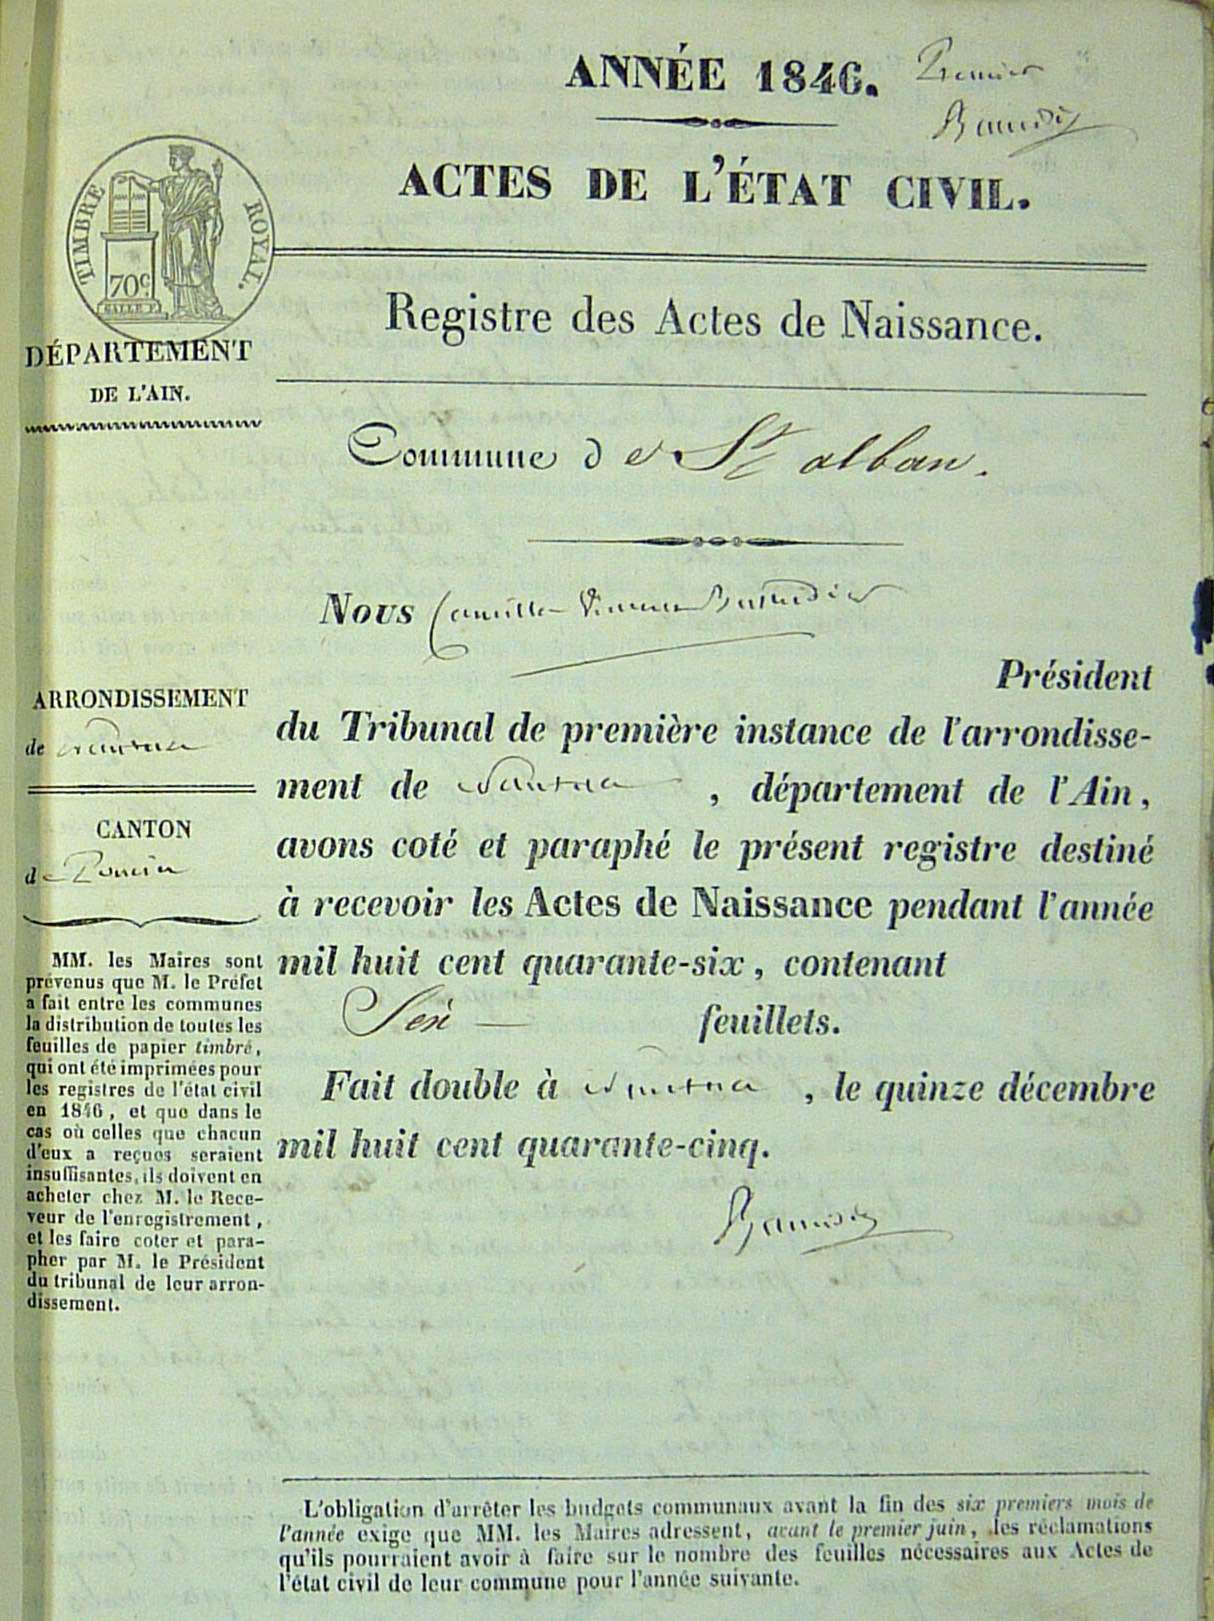 ANNÉE 1846.
Premier
Baudin
ACTES DE L'ÉTAT CIVIL.
TIMBRE ROYAL.
70c
DÉPARTEMENT
DE L'AIN.
Registre des Actes de Naissance.
Commune de St alban.
Nous Camille
Président
du Tribunal de première instance de l'arrondisse-
ment de Nantua, département de l'Ain,
avons coté et paraphé le présent registre destiné
à recevoir les Actes de Naissance pendant l'année
mil huit cent quarante-six, contenant
feuillets.
Fait double à Nantua, le quinze décembre
mil huit cent quarante-cinq.
ARRONDISSEMENT
de Nantua
CANTON
de Poncin
MM. les Maires sont
prévenus que M. le Préfet
a fait entre les communes
la distribution de toutes les
feuilles de papier timbré,
qui ont été imprimées pour
les registres de l'état civil
en 1846, et que dans le
cas où celles que chacun
d'eux a reçues seraient
insuffisantes, ils doivent en
acheter chez M. le Rece-
veur de l'enregistrement,
et les faire coter et para-
pher par M. le Président
du tribunal de leur arron-
dissement.
L'obligation d'arrêter les budgets communaux avant la fin des six premiers mois de
l'année exige que MM. les Maires adressent, avant le premier juin, les réclamations
qu'ils pourraient avoir à faire sur le nombre des feuilles nécessaires aux Actes de
l'état civil de leur commune pour l'année suivante.